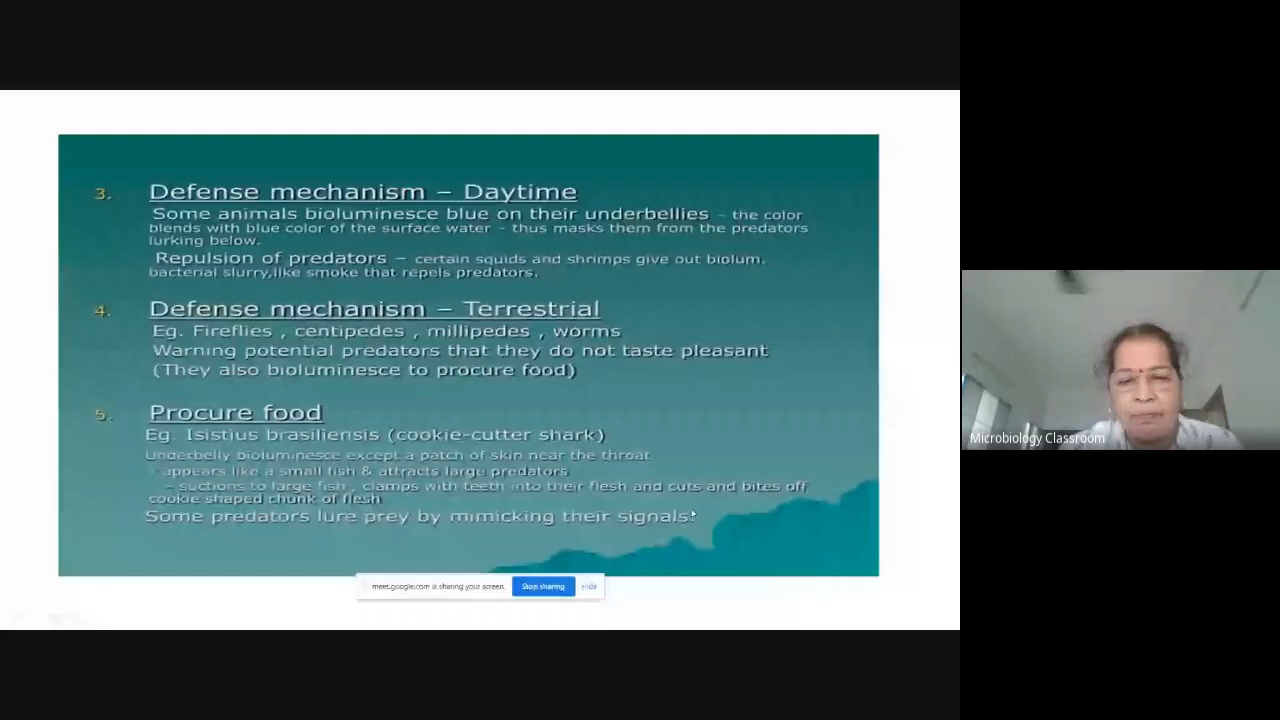 3. Defense mechanism – Daytime
Some animals bioluminesce blue on their underbellies – the color
blends with blue color of the surface water – thus masks them from the predators
lurking below.
Repulsion of predators – certain squids and shrimps give out biolum.
bacterial slurry,like smoke that repels predators.
4. Defense mechanism – Terrestrial
Eg. Fireflies , centipedes , millipedes , worms
Warning potential predators that they do not taste pleasant
(They also bioluminesce to procure food)
5. Procure food
Eg. Isistius brasiliensis (cookie-cutter shark)
Underbelly bioluminesce except a patch of skin near the throat
- appears like a small fish & attracts large predators
– suctions to large fish , clamps with teeth into their flesh and cuts and bites off
cookie shaped chunk of flesh
Some predators lure prey by mimicking their signals.
meet.google.com is sharing your screen. Stop sharing Hide
Microbiology Classroom